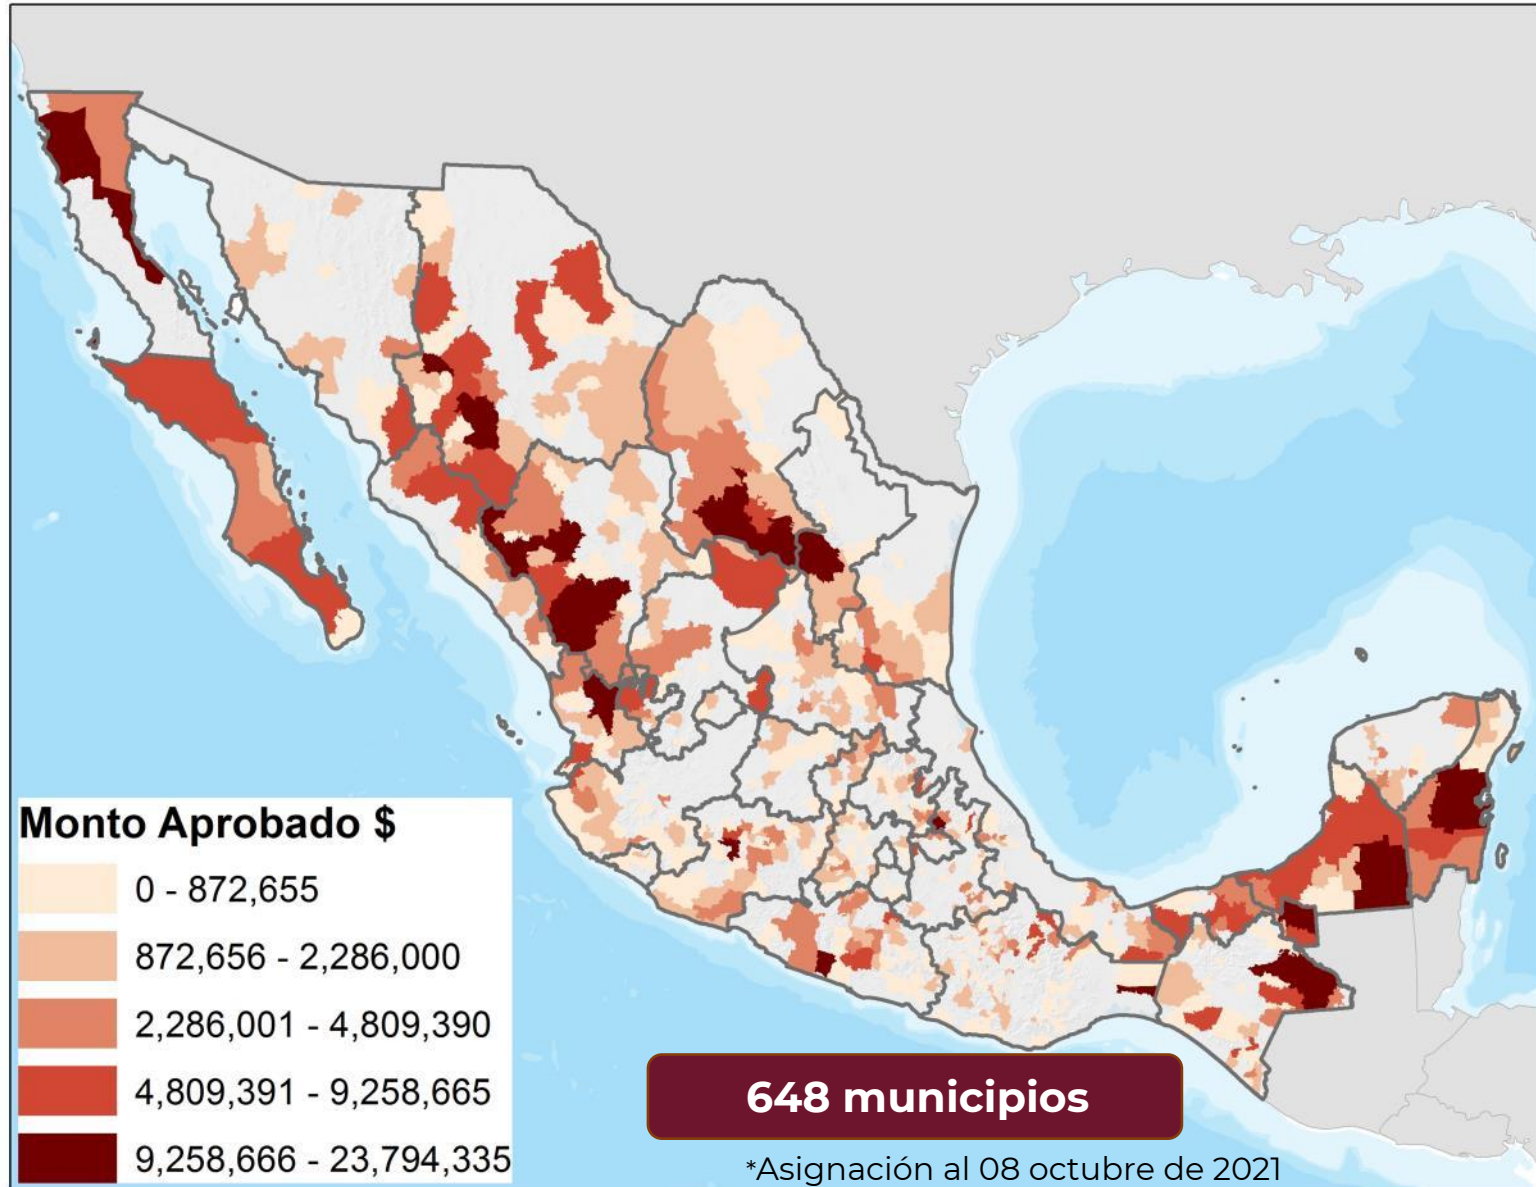 Monto Aprobado $
0 - 872,655
872,656 - 2,286,000
2,286,001 - 4,809,390
4,809,391 - 9,258,665
9,258,666 - 23,794,335
648 municipios
*Asignación al 08 octubre de 2021